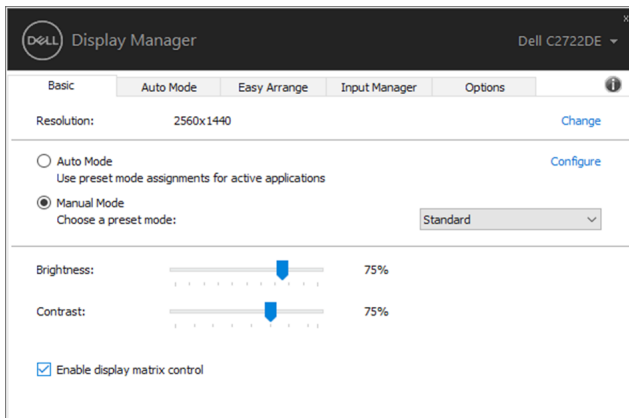 DELL Display Manager
Dell C2722DE
x
Basic Auto Mode Easy Arrange Input Manager Options i
Resolution: 2560x1440 Change
Auto Mode Configure
Use preset mode assignments for active applications
Manual Mode
Choose a preset mode: Standard
Brightness: 75%
Contrast: 75%
Enable display matrix control